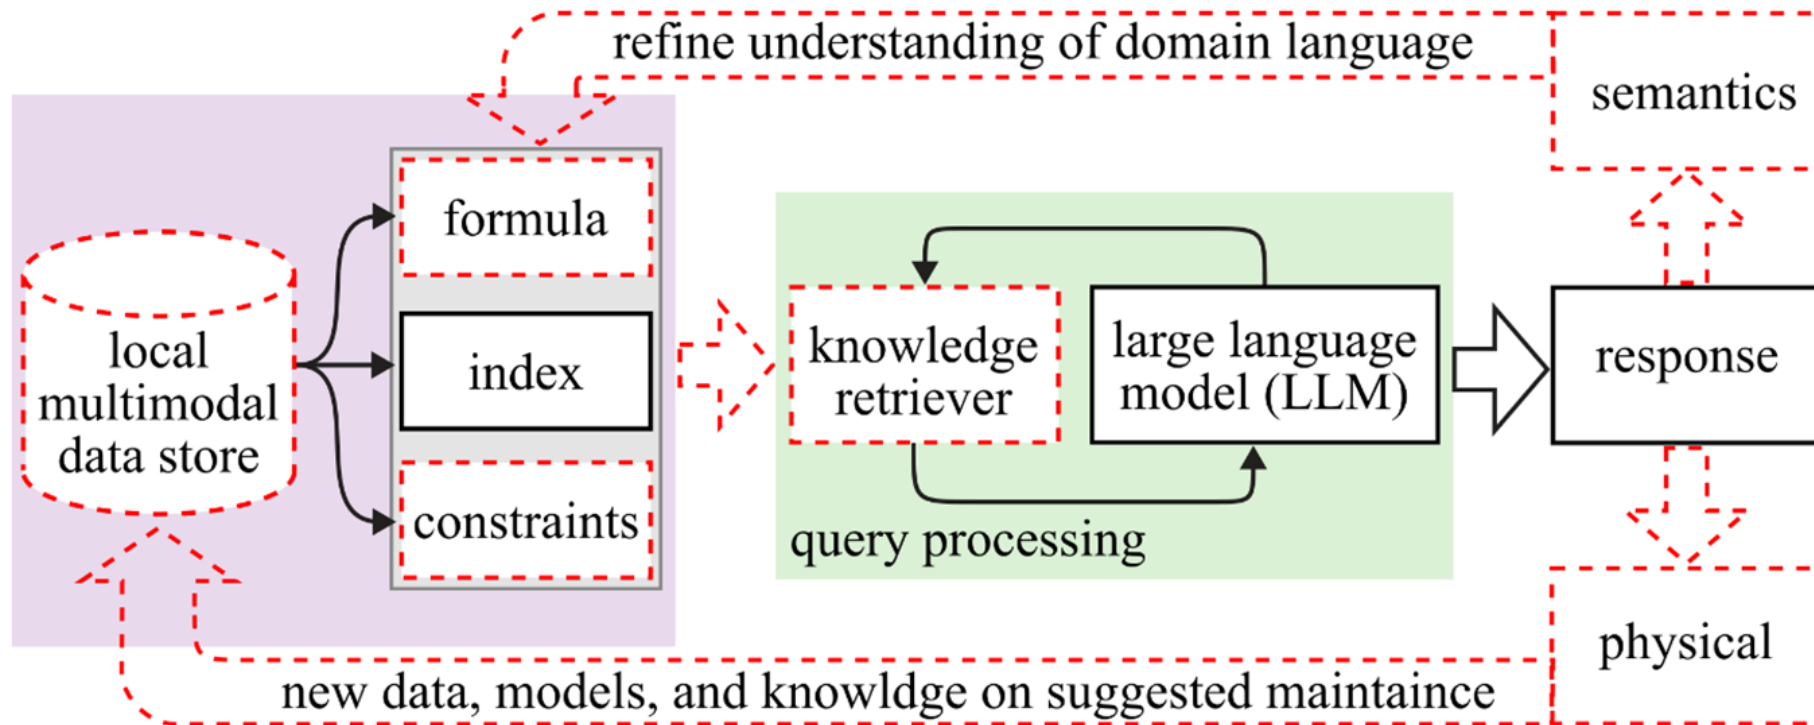 refine understanding of domain language
semantics
formula
local
multimodal
data store
index
constraints
knowledge
retriever
large language
model (LLM)
query processing
response
physical
new data, models, and knowldge on suggested maintaince